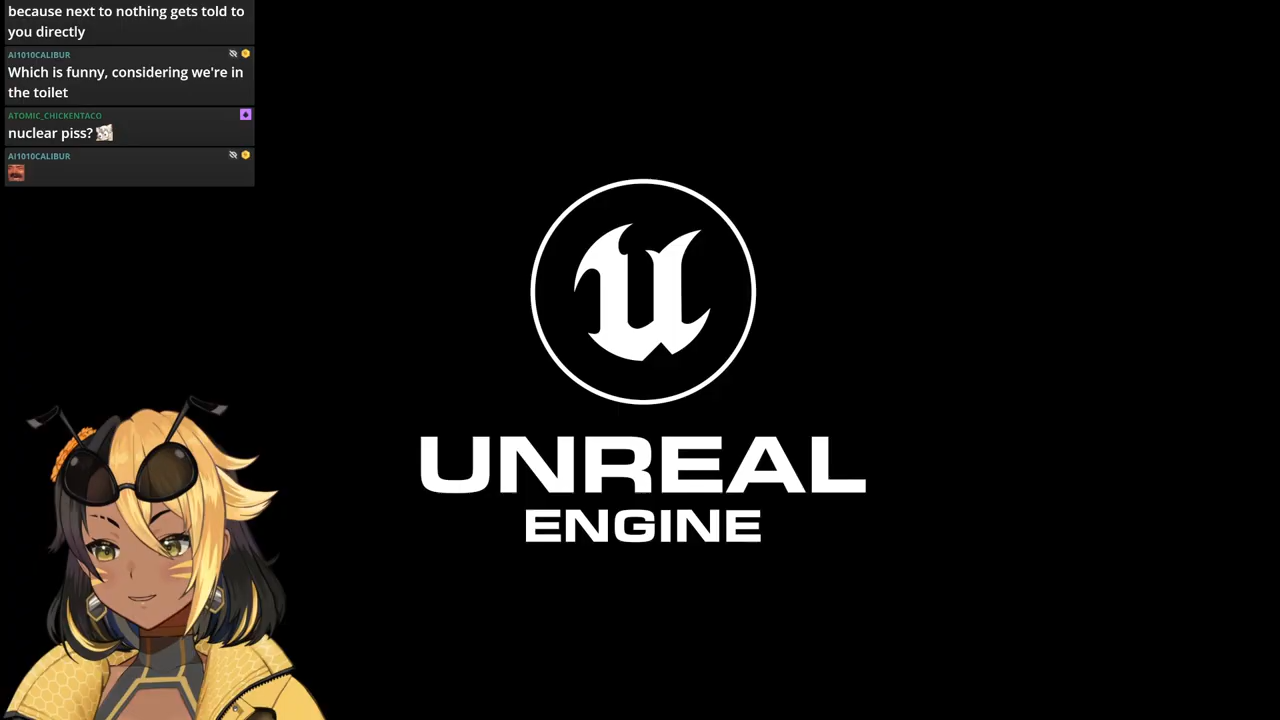 because next to nothing gets told to
you directly
AI1010CALIBUR
Which is funny, considering we're in
the toilet
ATOMIC_CHICKENTACO
nuclear piss?
AI1010CALIBUR
UNREAL
ENGINE